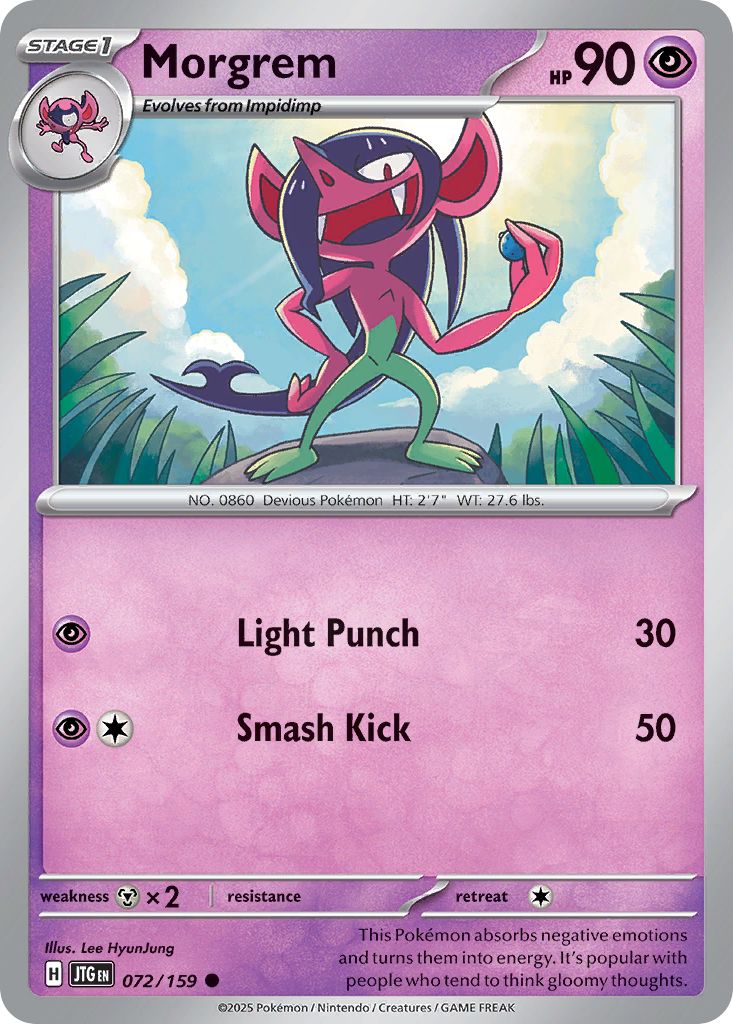 STAGE 1
Morgrem
HP 90
Evolves from Impidimp
NO. 0860 Devious Pokémon HT: 2'7" WT: 27.6 lbs.
Light Punch 30
Smash Kick 50
weakness ×2 resistance retreat
Illus. Lee HyunJung
H JTG EN 072/159
This Pokémon absorbs negative emotions
and turns them into energy. It's popular with
people who tend to think gloomy thoughts.
©2025 Pokémon / Nintendo / Creatures / GAME FREAK